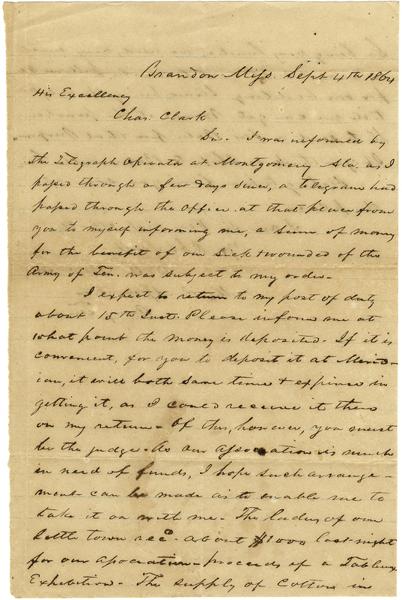 Brandon Miss. Sept 4th 1864
His Excellency
Chas. Clark
Sir. I was informed by
the Telegraph Operator at Montgomery Ala. as I
passed through a few days since, a telegram had
passed through the Office at that place from
you to myself informing me, a sum of money
for the benefit of our Sick & wounded of the
Army of Ten. was subject to my order.
I expect to return to my post of duty
about 15th Inst. Please inform me at
what point the money is deposited. If it is
convenient, for you to deposit it at Merid-
ian, it will both save time & expense in
getting it, as I could receive it there
on my return. Of this, however, you must
be the judge. As our association is much
in need of funds, I hope such arrange-
ment can be made as to enable me to
take it on with me. The ladies of our
little town recd. about $1000 last night
for our association. proceeds of a Tableaux
Exhibition. The supply of Cotton in